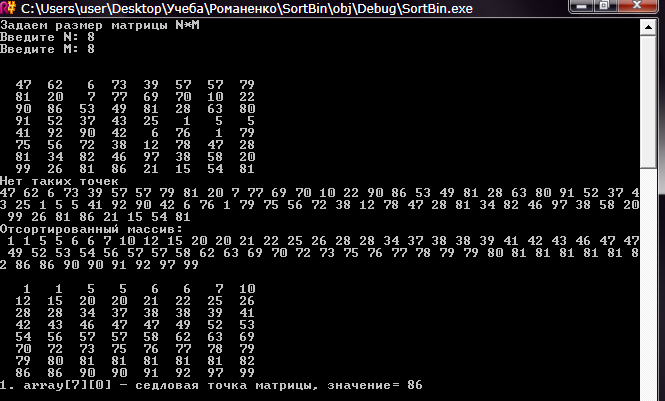 C:\Users\user\Desktop\Учеба\Романенко\SortBin\obj\Debug\SortBin.exe
Задаем размер матрицы N*M
Введите N: 8
Введите M: 8
47 62 6 73 39 57 57 79
81 20 7 77 69 70 10 22
90 86 53 49 81 28 63 80
91 52 37 43 25 1 5 5
41 92 90 42 6 76 1 79
75 56 72 38 12 78 47 28
81 34 82 46 97 38 58 20
99 26 81 86 21 15 54 81
Нет таких точек
47 62 6 73 39 57 57 79 81 20 7 77 69 70 10 22 90 86 53 49 81 28 63 80 91 52 37 4
3 25 1 5 5 41 92 90 42 6 76 1 79 75 56 72 38 12 78 47 28 81 34 82 46 97 38 58 20
99 26 81 86 21 15 54 81
Отсортированный массив:
1 1 5 5 6 6 7 10 12 15 20 20 21 22 25 26 28 28 34 37 38 38 39 41 42 43 46 47 47
49 52 53 54 56 57 57 58 62 63 69 70 72 73 75 76 77 78 79 79 80 81 81 81 81 81 8
2 86 86 90 90 91 92 97 99
1 1 5 5 6 6 7 10
12 15 20 20 21 22 25 26
28 28 34 37 38 38 39 41
42 43 46 47 47 49 52 53
54 56 57 57 58 62 63 69
70 72 73 75 76 77 78 79
79 80 81 81 81 81 81 82
86 86 90 90 91 92 97 99
1. array[7][0] - седловая точка матрицы, значение= 86